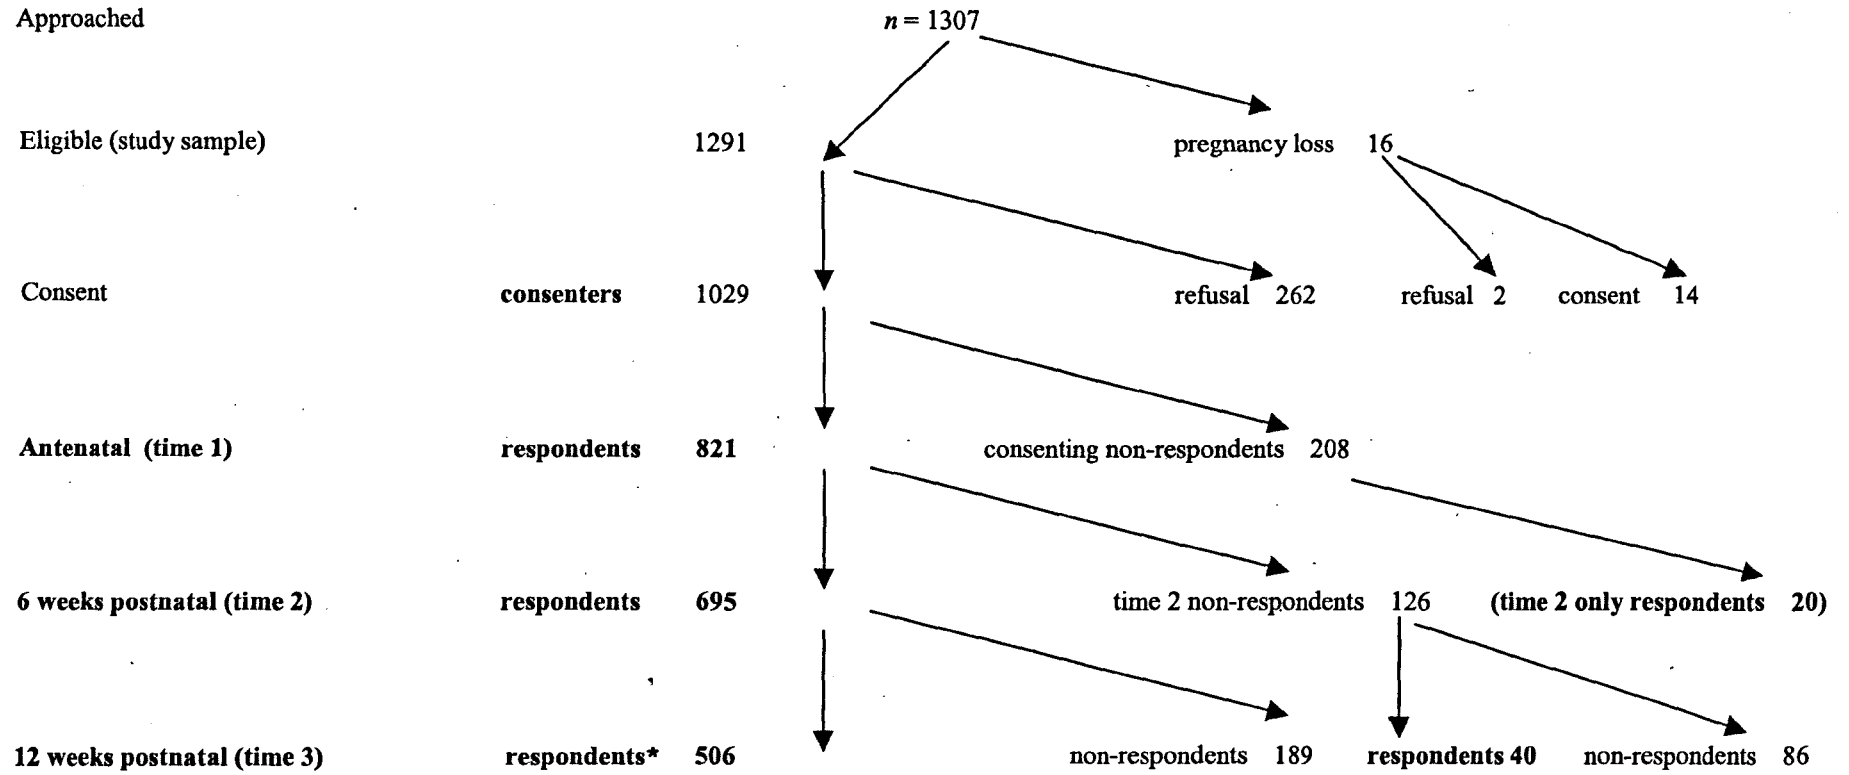 Approached n = 1307
Eligible (study sample) 1291 pregnancy loss 16
Consent consenters 1029 refusal 262 refusal 2 consent 14
Antenatal (time 1) respondents 821 consenting non-respondents 208
6 weeks postnatal (time 2) respondents 695 time 2 non-respondents 126 (time 2 only respondents 20)
12 weeks postnatal (time 3) respondents* 506 non-respondents 189 respondents 40 non-respondents 86